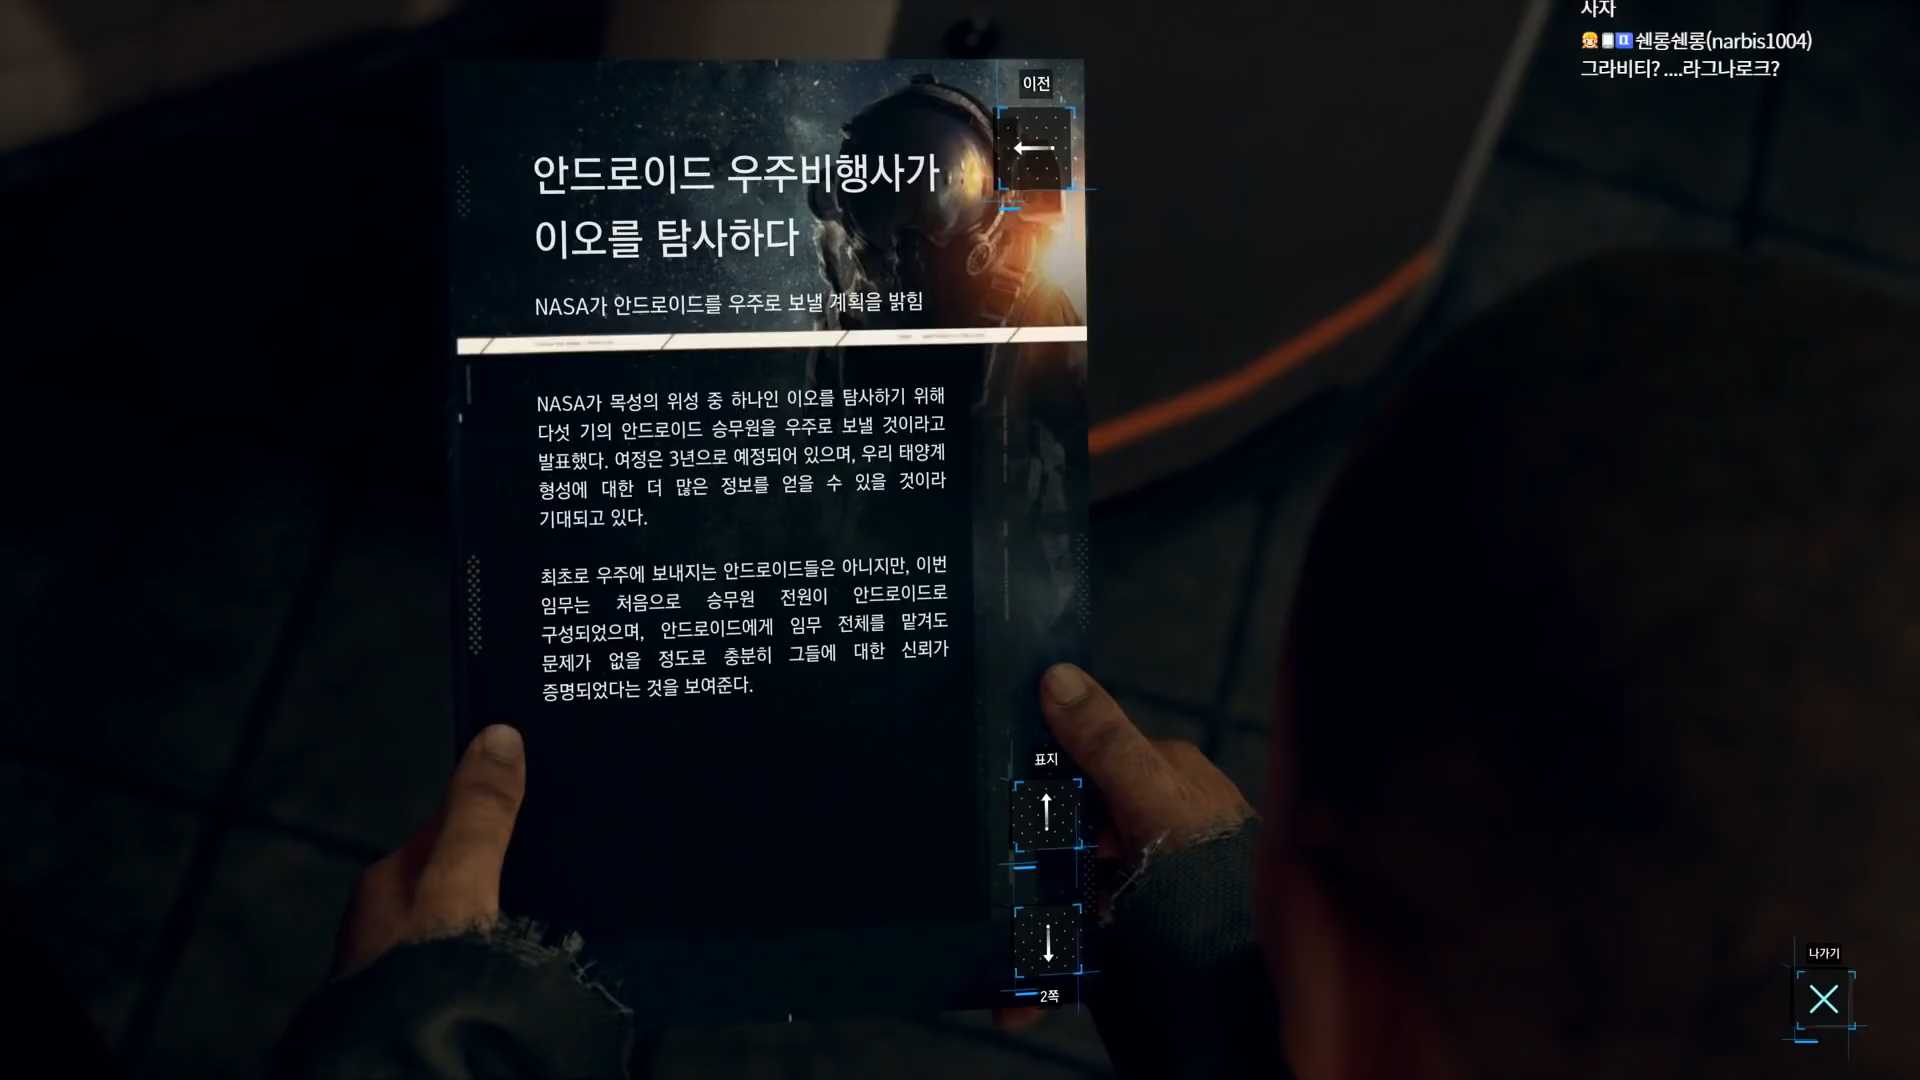 사자
쉔롱쉔롱(narbis1004)
그라비티? ....라그나로크?
이전
안드로이드 우주비행사가
이오를 탐사하다
NASA가 안드로이드를 우주로 보낼 계획을 밝힘
NASA가 목성의 위성 중 하나인 이오를 탐사하기 위해
다섯 기의 안드로이드 승무원을 우주로 보낼 것이라고
발표했다. 여정은 3년으로 예정되어 있으며, 우리 태양계
형성에 대한 더 많은 정보를 얻을 수 있을 것이라
기대되고 있다.
최초로 우주에 보내지는 안드로이드들은 아니지만, 이번
임무는 처음으로 승무원 전원이 안드로이드로
구성되었으며, 안드로이드에게 임무 전체를 맡겨도
문제가 없을 정도로 충분히 그들에 대한 신뢰가
증명되었다는 것을 보여준다.
표지
2쪽
나가기